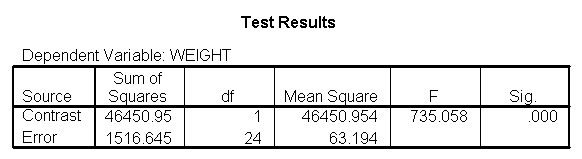 Test Results
Dependent Variable: WEIGHT
Source Sum of Squares df Mean Square F Sig.
Contrast 46450.95 1 46450.954 735.058 .000
Error 1516.645 24 63.194